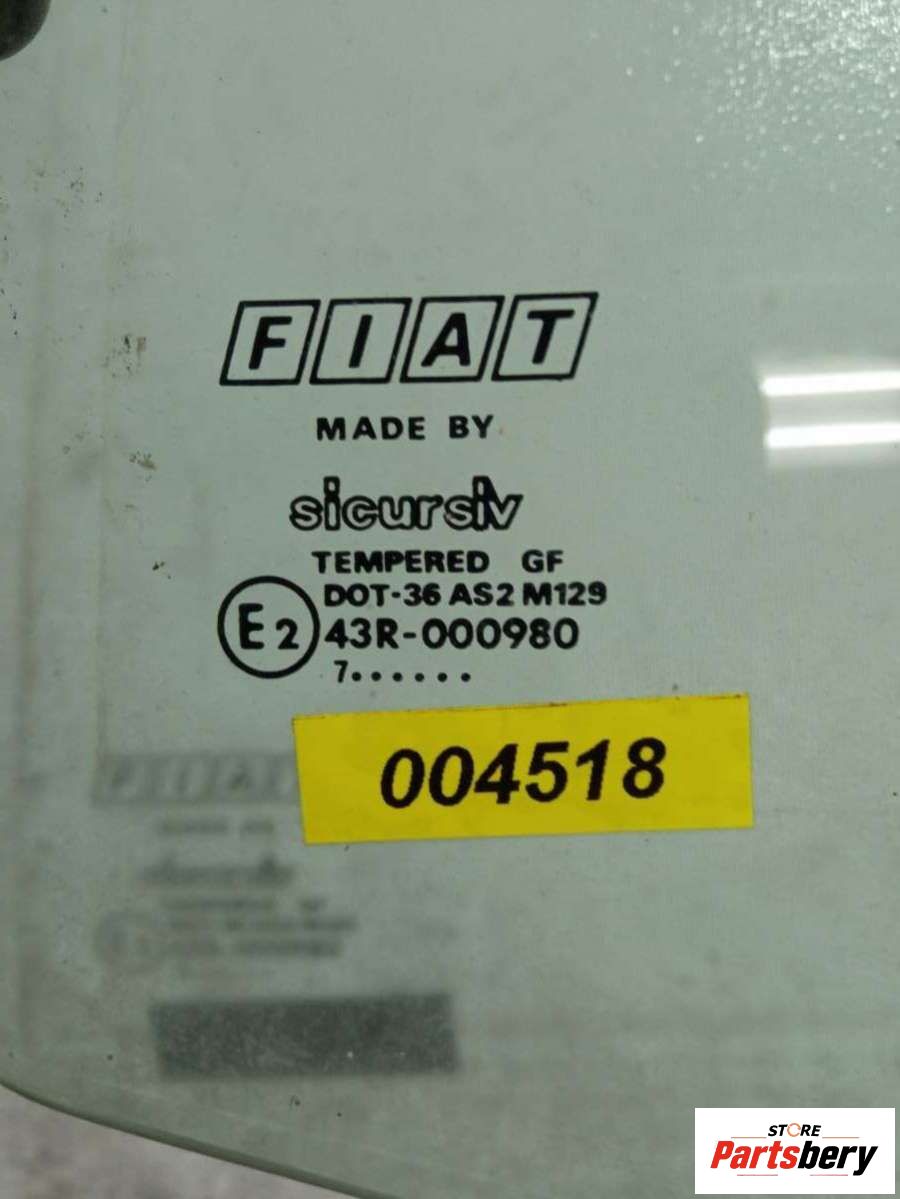 FIAT
MADE BY
sicursiv
TEMPERED GF
DOT-36 AS2 M129
E2 43R-000980
7......
004518
STORE
Partsbery